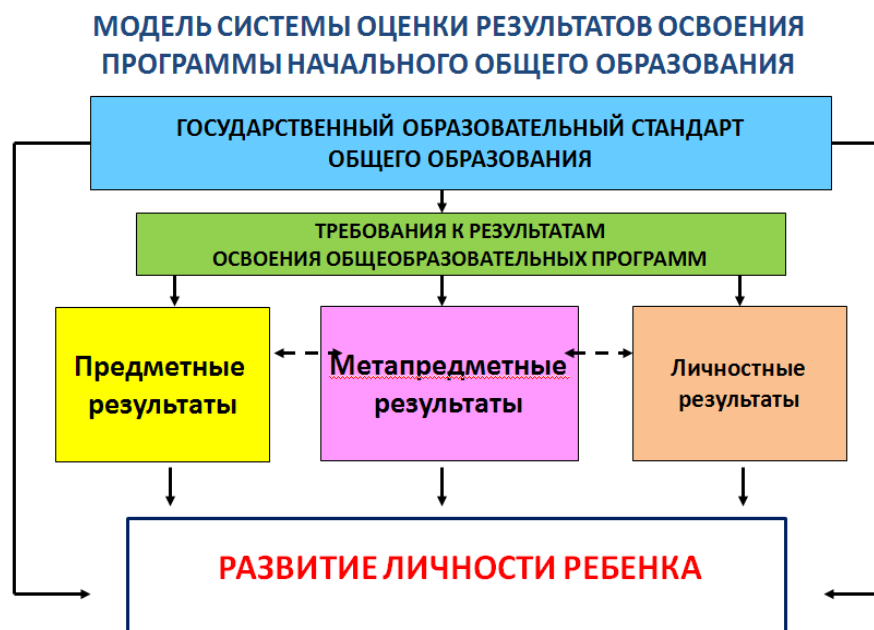 МОДЕЛЬ СИСТЕМЫ ОЦЕНКИ РЕЗУЛЬТАТОВ ОСВОЕНИЯ
ПРОГРАММЫ НАЧАЛЬНОГО ОБЩЕГО ОБРАЗОВАНИЯ
ГОСУДАРСТВЕННЫЙ ОБРАЗОВАТЕЛЬНЫЙ СТАНДАРТ
ОБЩЕГО ОБРАЗОВАНИЯ
ТРЕБОВАНИЯ К РЕЗУЛЬТАТАМ
ОСВОЕНИЯ ОБЩЕОБРАЗОВАТЕЛЬНЫХ ПРОГРАММ
Предметные
результаты
Метапредметные
результаты
Личностные
результаты
РАЗВИТИЕ ЛИЧНОСТИ РЕБЕНКА